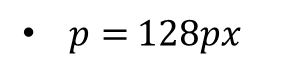 • p = 128px